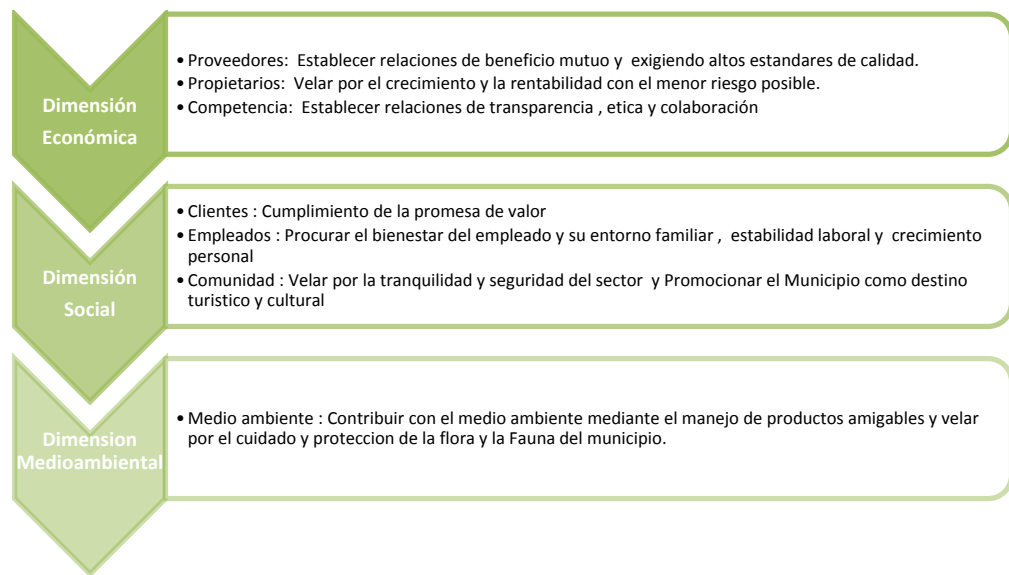 Dimensión
Económica
• Proveedores:  Establecer relaciones de beneficio mutuo y  exigiendo altos estandares de calidad.
• Propietarios:  Velar por el crecimiento y la rentabilidad con el menor riesgo posible.
• Competencia:  Establecer relaciones de transparencia , etica y colaboración
Dimensión
Social
• Clientes : Cumplimiento de la promesa de valor
• Empleados : Procurar el bienestar del empleado y su entorno familiar ,  estabilidad laboral y  crecimiento
personal
• Comunidad : Velar por la tranquilidad y seguridad del sector  y Promocionar el Municipio como destino
turistico y cultural
Dimension
Medioambiental
• Medio ambiente : Contribuir con el medio ambiente mediante el manejo de productos amigables y velar
por el cuidado y proteccion de la flora y la Fauna del municipio.